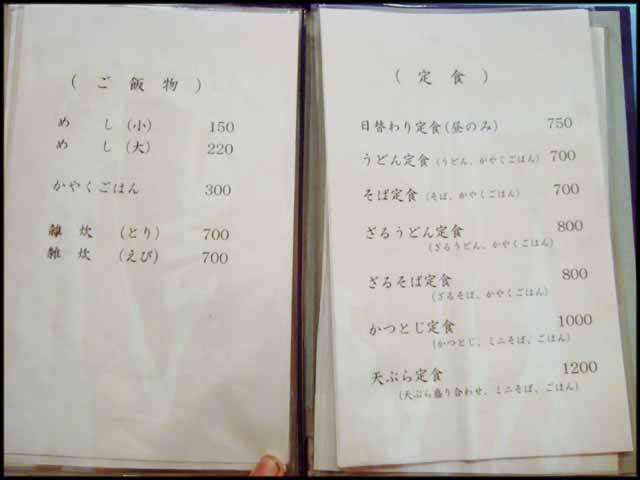 (ご飯物)
めし(小) 150
めし(大) 220
かやくごはん 300
雑炊(とり) 700
雑炊(えび) 700
(定食)
日替わり定食(昼のみ) 750
うどん定食(うどん、かやくごはん) 700
そば定食(そば、かやくごはん) 700
ざるうどん定食 800
(ざるうどん、かやくごはん)
ざるそば定食 800
(ざるそば、かやくごはん)
かつとじ定食 1000
(かつとじ、ミニそば、ごはん)
天ぷら定食 1200
(天ぷら盛り合わせ、ミニそば、ごはん)